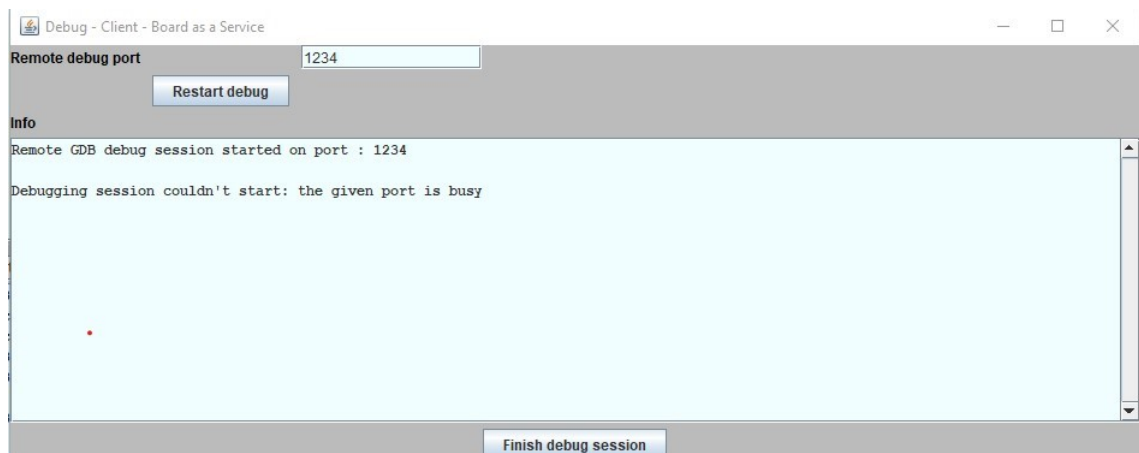 Debug - Client - Board as a Service
Remote debug port 1234
Restart debug
Info
Remote GDB debug session started on port : 1234
Debugging session couldn't start: the given port is busy
Finish debug session